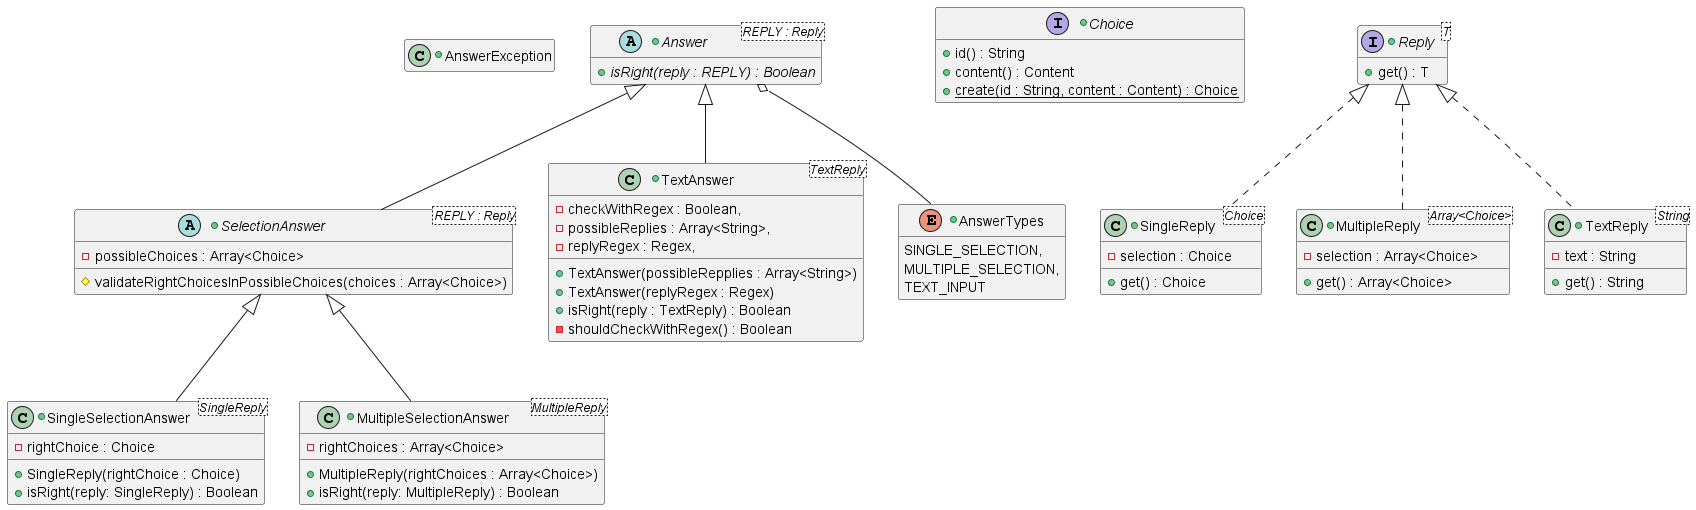 C AnswerException
A Answer
REPLY : Reply
isRight(reply : REPLY) : Boolean
I Choice
id() : String
content() : Content
create(id : String, content : Content) : Choice
I Reply
T
get() : T
A SelectionAnswer
REPLY : Reply
possibleChoices : Array<Choice>
validateRightChoicesInPossibleChoices(choices : Array<Choice>)
C TextAnswer
TextReply
checkWithRegex : Boolean,
possibleReplies : Array<String>,
replyRegex : Regex,
TextAnswer(possibleRepplies : Array<String>)
TextAnswer(replyRegex : Regex)
isRight(reply : TextReply) : Boolean
shouldCheckWithRegex() : Boolean
E AnswerTypes
SINGLE_SELECTION,
MULTIPLE_SELECTION,
TEXT_INPUT
C SingleReply
Choice
selection : Choice
get() : Choice
C MultipleReply
Array<Choice>
selection : Array<Choice>
get() : Array<Choice>
C TextReply
String
text : String
get() : String
C SingleSelectionAnswer
SingleReply
rightChoice : Choice
SingleReply(rightChoice : Choice)
isRight(reply: SingleReply) : Boolean
C MultipleSelectionAnswer
MultipleReply
rightChoices : Array<Choice>
MultipleReply(rightChoices : Array<Choice>)
isRight(reply: MultipleReply) : Boolean